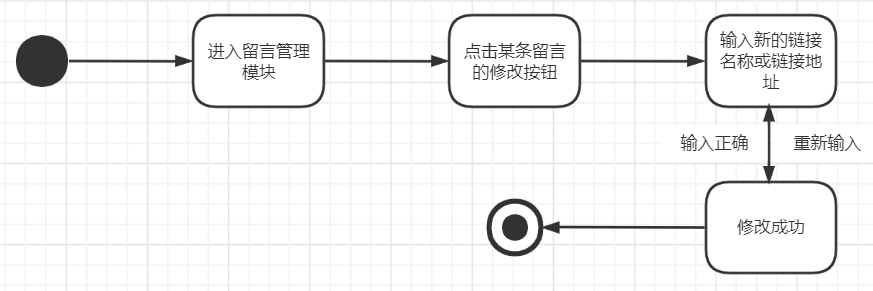 进入留言管理
模块
点击某条留言
的修改按钮
输入新的链接
名称或链接地
址
输入正确
重新输入
修改成功